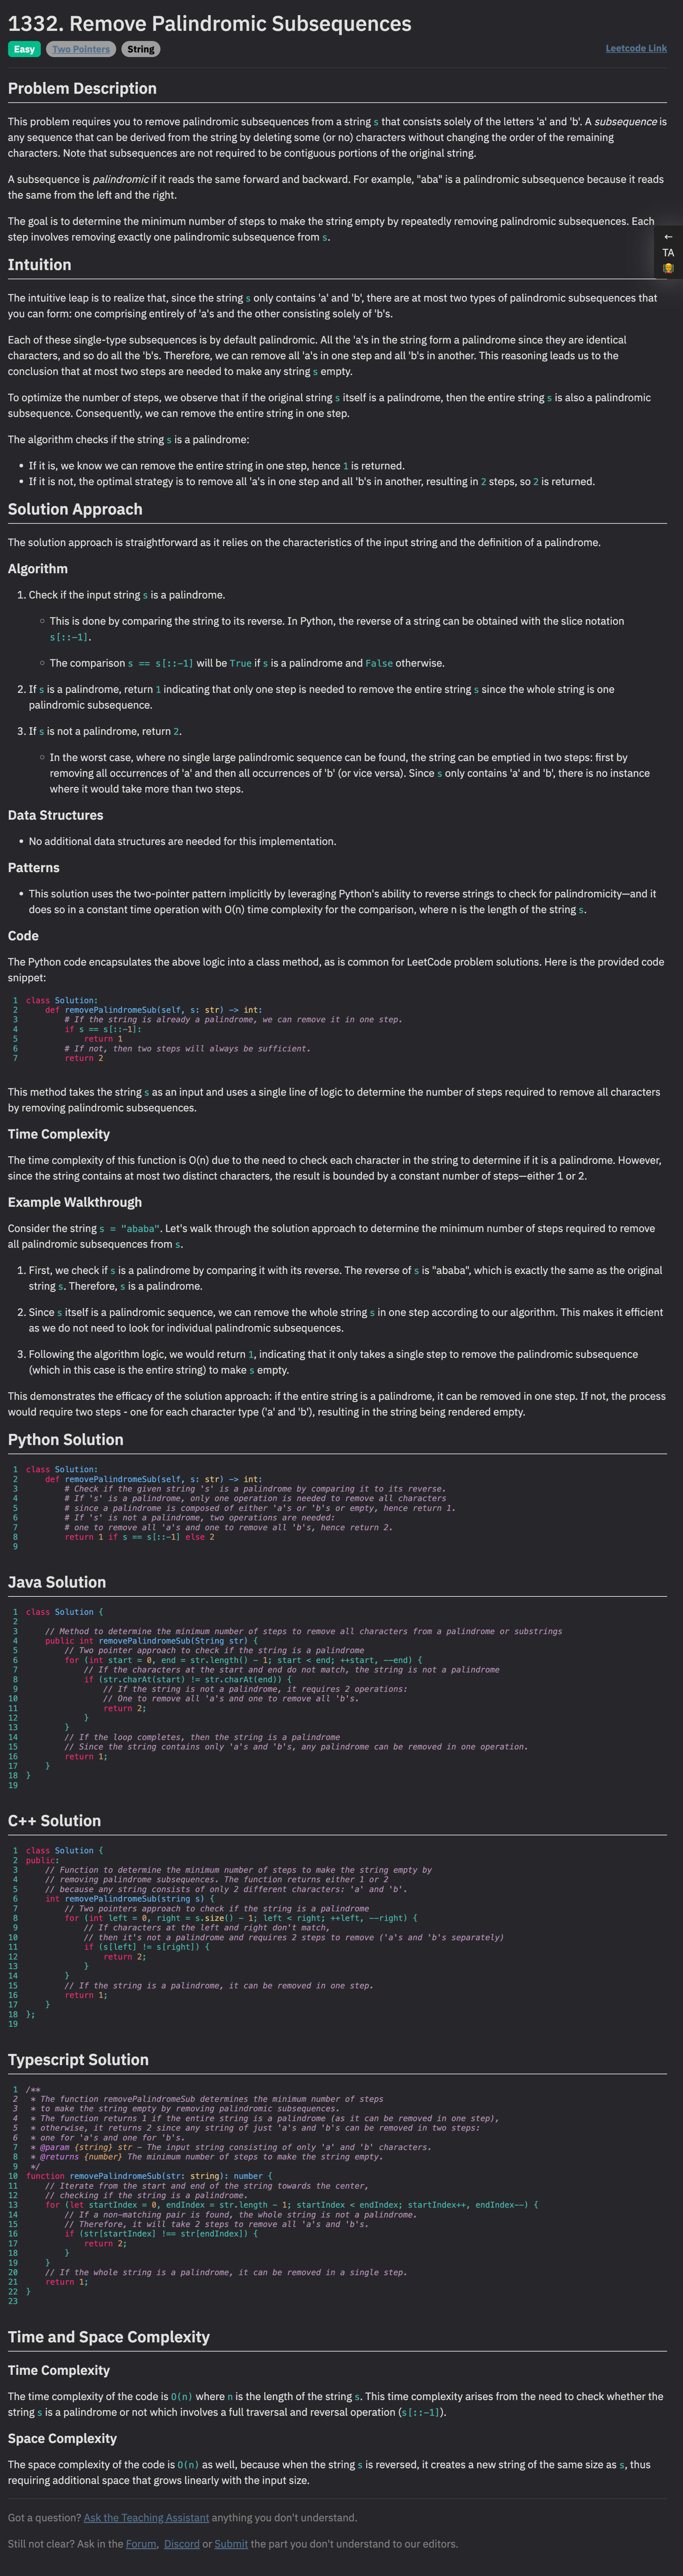 1332. Remove Palindromic Subsequences
Easy Two Pointers String Leetcode Link
Problem Description
This problem requires you to remove palindromic subsequences from a string s that consists solely of the letters 'a' and 'b'. A subsequence is
any sequence that can be derived from the string by deleting some (or no) characters without changing the order of the remaining
characters. Note that subsequences are not required to be contiguous portions of the original string.
A subsequence is palindromic if it reads the same forward and backward. For example, "aba" is a palindromic subsequence because it reads
the same from the left and the right.
The goal is to determine the minimum number of steps to make the string empty by repeatedly removing palindromic subsequences. Each
step involves removing exactly one palindromic subsequence from s.
←
TA
Intuition
The intuitive leap is to realize that, since the string s only contains 'a' and 'b', there are at most two types of palindromic subsequences that
you can form: one comprising entirely of 'a's and the other consisting solely of 'b's.
Each of these single-type subsequences is by default palindromic. All the 'a's in the string form a palindrome since they are identical
characters, and so do all the 'b's. Therefore, we can remove all 'a's in one step and all 'b's in another. This reasoning leads us to the
conclusion that at most two steps are needed to make any string s empty.
To optimize the number of steps, we observe that if the original string s itself is a palindrome, then the entire string s is also a palindromic
subsequence. Consequently, we can remove the entire string in one step.
The algorithm checks if the string s is a palindrome:
• If it is, we know we can remove the entire string in one step, hence 1 is returned.
• If it is not, the optimal strategy is to remove all 'a's in one step and all 'b's in another, resulting in 2 steps, so 2 is returned.
Solution Approach
The solution approach is straightforward as it relies on the characteristics of the input string and the definition of a palindrome.
Algorithm
1. Check if the input string s is a palindrome.
◦ This is done by comparing the string to its reverse. In Python, the reverse of a string can be obtained with the slice notation
s[::-1].
◦ The comparison s == s[::-1] will be True if s is a palindrome and False otherwise.
2. If s is a palindrome, return 1 indicating that only one step is needed to remove the entire string s since the whole string is one
palindromic subsequence.
3. If s is not a palindrome, return 2.
◦ In the worst case, where no single large palindromic sequence can be found, the string can be emptied in two steps: first by
removing all occurrences of 'a' and then all occurrences of 'b' (or vice versa). Since s only contains 'a' and 'b', there is no instance
where it would take more than two steps.
Data Structures
• No additional data structures are needed for this implementation.
Patterns
• This solution uses the two-pointer pattern implicitly by leveraging Python's ability to reverse strings to check for palindromicity—and it
does so in a constant time operation with O(n) time complexity for the comparison, where n is the length of the string s.
Code
The Python code encapsulates the above logic into a class method, as is common for LeetCode problem solutions. Here is the provided code
snippet:
1 class Solution:
2     def removePalindromeSub(self, s: str) -> int:
3         # If the string is already a palindrome, we can remove it in one step.
4         if s == s[::-1]:
5             return 1
6         # If not, then two steps will always be sufficient.
7         return 2
This method takes the string s as an input and uses a single line of logic to determine the number of steps required to remove all characters
by removing palindromic subsequences.
Time Complexity
The time complexity of this function is O(n) due to the need to check each character in the string to determine if it is a palindrome. However,
since the string contains at most two distinct characters, the result is bounded by a constant number of steps—either 1 or 2.
Example Walkthrough
Consider the string s = "ababa". Let's walk through the solution approach to determine the minimum number of steps required to remove
all palindromic subsequences from s.
1. First, we check if s is a palindrome by comparing it with its reverse. The reverse of s is "ababa", which is exactly the same as the original
string s. Therefore, s is a palindrome.
2. Since s itself is a palindromic sequence, we can remove the whole string s in one step according to our algorithm. This makes it efficient
as we do not need to look for individual palindromic subsequences.
3. Following the algorithm logic, we would return 1, indicating that it only takes a single step to remove the palindromic subsequence
(which in this case is the entire string) to make s empty.
This demonstrates the efficacy of the solution approach: if the entire string is a palindrome, it can be removed in one step. If not, the process
would require two steps - one for each character type ('a' and 'b'), resulting in the string being rendered empty.
Python Solution
1 class Solution:
2     def removePalindromeSub(self, s: str) -> int:
3         # Check if the given string 's' is a palindrome by comparing it to its reverse.
4         # If 's' is a palindrome, only one operation is needed to remove all characters
5         # since a palindrome is composed of either 'a's or 'b's or empty, hence return 1.
6         # If 's' is not a palindrome, two operations are needed:
7         # one to remove all 'a's and one to remove all 'b's, hence return 2.
8         return 1 if s == s[::-1] else 2
9
Java Solution
1 class Solution {
2
3     // Method to determine the minimum number of steps to remove all characters from a palindrome or substrings
4     public int removePalindromeSub(String str) {
5         // Two pointer approach to check if the string is a palindrome
6         for (int start = 0, end = str.length() - 1; start < end; ++start, --end) {
7             // If the characters at the start and end do not match, the string is not a palindrome
8             if (str.charAt(start) != str.charAt(end)) {
9                 // If the string is not a palindrome, it requires 2 operations:
10                 // One to remove all 'a's and one to remove all 'b's.
11                 return 2;
12             }
13         }
14         // If the loop completes, then the string is a palindrome
15         // Since the string contains only 'a's and 'b's, any palindrome can be removed in one operation.
16         return 1;
17     }
18 }
19
C++ Solution
1 class Solution {
2 public:
3     // Function to determine the minimum number of steps to make the string empty by
4     // removing palindromic subsequences. The function returns either 1 or 2
5     // because any string consists of only 2 different characters: 'a' and 'b'.
6     int removePalindromeSub(string s) {
7         // Two pointers approach to check if the string is a palindrome
8         for (int left = 0, right = s.size() - 1; left < right; ++left, --right) {
9             // If characters at the left and right don't match,
10             // then it's not a palindrome and requires 2 steps to remove ('a's and 'b's separately)
11             if (s[left] != s[right]) {
12                 return 2;
13             }
14         }
15         // If the string is a palindrome, it can be removed in one step.
16         return 1;
17     }
18 };
19
Typescript Solution
1 /**
2  * The function removePalindromeSub determines the minimum number of steps
3  * to make the string empty by removing palindromic subsequences.
4  * The function returns 1 if the entire string is a palindrome (as it can be removed in one step),
5  * otherwise, it returns 2 since any string of just 'a's and 'b's can be removed in two steps:
6  * one for 'a's and one for 'b's.
7  * @param {string} str - The input string consisting of only 'a' and 'b' characters.
8  * @returns {number} The minimum number of steps to make the string empty.
9  */
10 function removePalindromeSub(str: string): number {
11     // Iterate from the start and end of the string towards the center,
12     // checking if the string is a palindrome.
13     for (let startIndex = 0, endIndex = str.length - 1; startIndex < endIndex; startIndex++, endIndex--) {
14         // If a non-matching pair is found, the whole string is not a palindrome.
15         // Therefore, it will take 2 steps to remove all 'a's and 'b's.
16         if (str[startIndex] !== str[endIndex]) {
17             return 2;
18         }
19     }
20     // If the whole string is a palindrome, it can be removed in a single step.
21     return 1;
22 }
23
Time and Space Complexity
Time Complexity
The time complexity of the code is O(n) where n is the length of the string s. This time complexity arises from the need to check whether the
string s is a palindrome or not which involves a full traversal and reversal operation (s[::-1]).
Space Complexity
The space complexity of the code is O(n) as well, because when the string s is reversed, it creates a new string of the same size as s, thus
requiring additional space that grows linearly with the input size.
Got a question? Ask the Teaching Assistant anything you don't understand.
Still not clear? Ask in the Forum, Discord or Submit the part you don't understand to our editors.